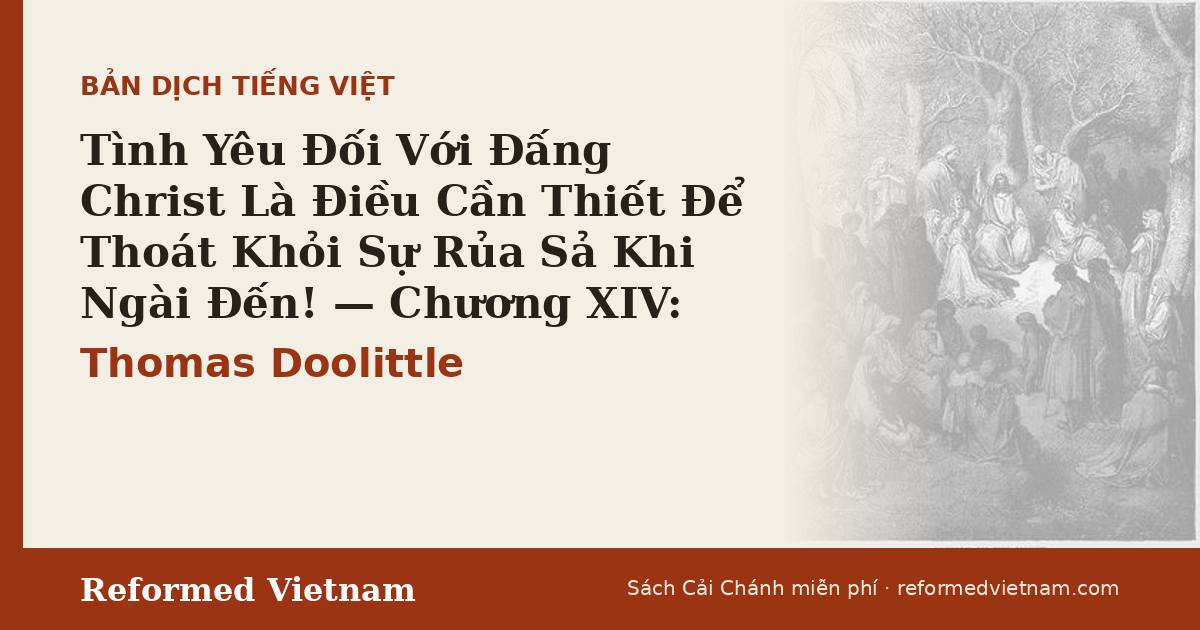 BẢN DỊCH TIẾNG VIỆT
Tình Yêu Đối Với Đấng
Christ Là Điều Cần Thiết Để
Thoát Khỏi Sự Rủa Sả Khi
Ngài Đến! — Chương XIV:
Thomas Doolittle
Reformed Vietnam
Sách Cải Chánh miễn phí · reformedvietnam.com